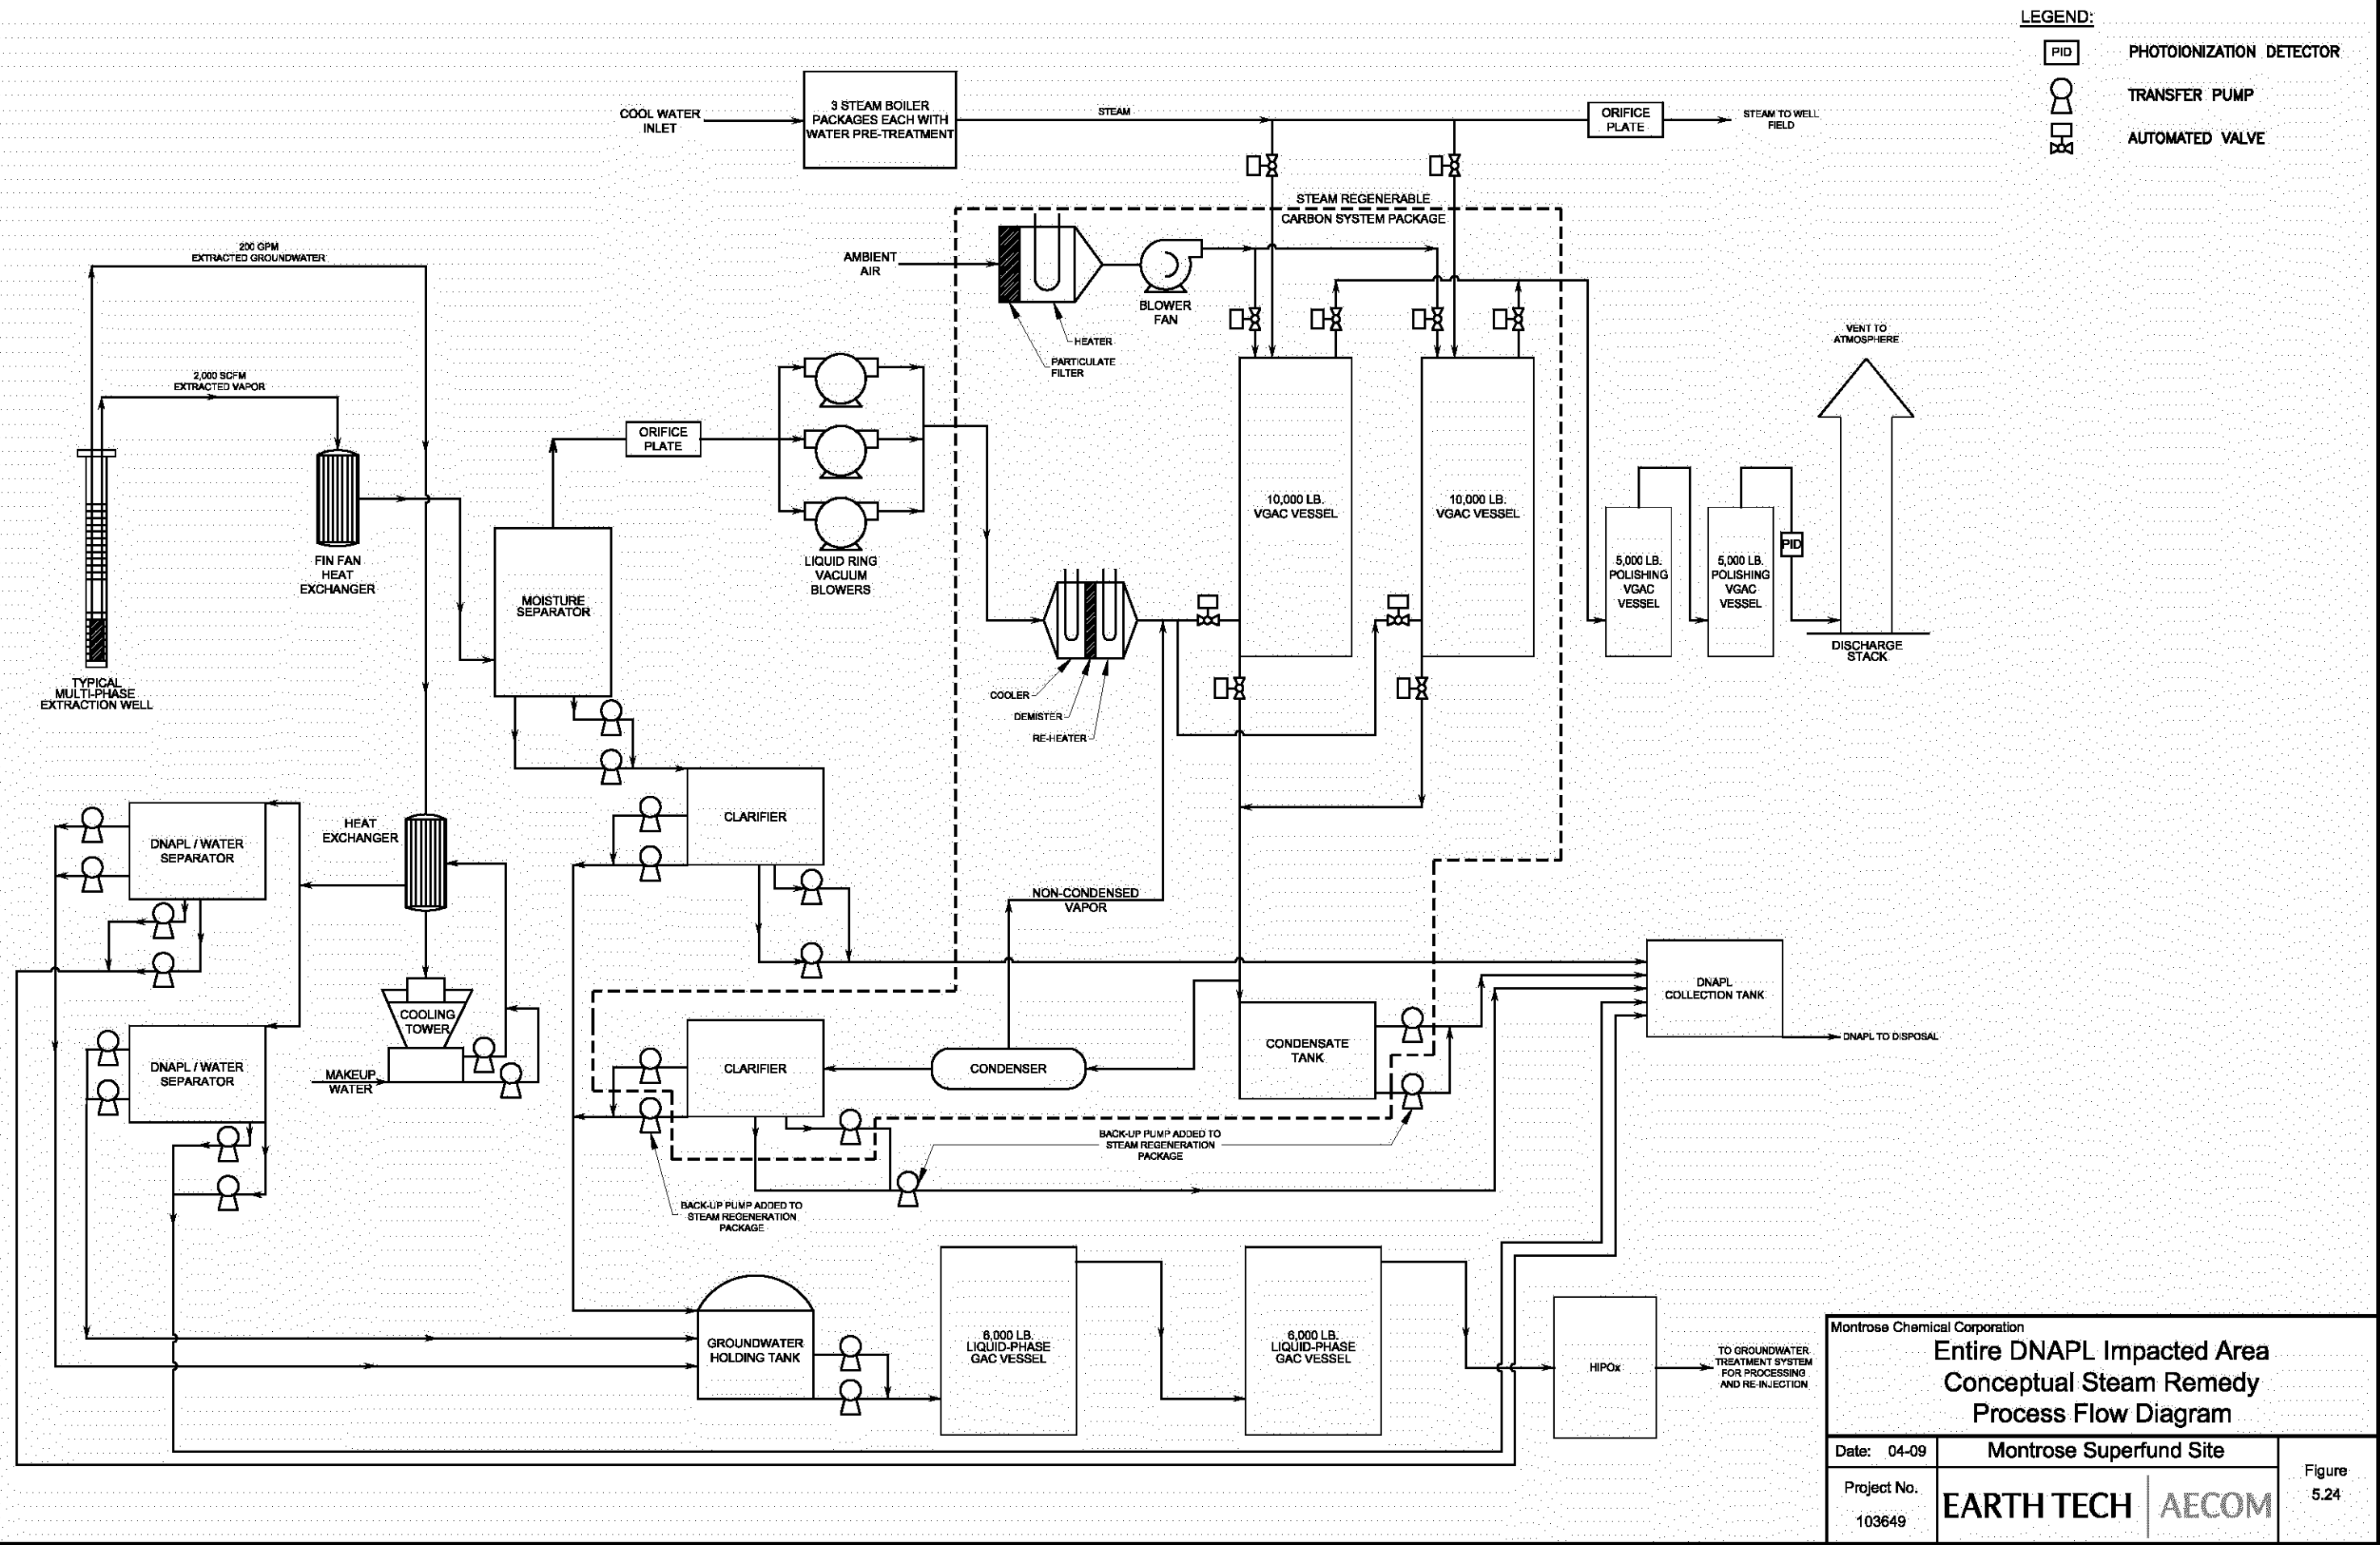 LEGEND:
PID
PHOTOIONIZATION DETECTOR
TRANSFER PUMP
AUTOMATED VALVE
COOL WATER
INLET
3 STEAM BOILER
PACKAGES EACH WITH
WATER PRE-TREATMENT
STEAM
ORIFICE
PLATE
STEAM TO WELL
FIELD
STEAM REGENERABLE
CARBON SYSTEM PACKAGE
200 GPM
EXTRACTED GROUNDWATER
AMBIENT
AIR
BLOWER
FAN
HEATER
PARTICULATE
FILTER
VENT TO
ATMOSPHERE
2,000 SCFM
EXTRACTED VAPOR
ORIFICE
PLATE
10,000 LB.
VGAC VESSEL
10,000 LB.
VGAC VESSEL
FIN FAN
HEAT
EXCHANGER
LIQUID RING
VACUUM
BLOWERS
PID
5,000 LB.
POLISHING
VGAC
VESSEL
5,000 LB.
POLISHING
VGAC
VESSEL
MOISTURE
SEPARATOR
DISCHARGE
STACK
TYPICAL
MULTI-PHASE
EXTRACTION WELL
COOLER
DEMISTER
RE-HEATER
CLARIFIER
HEAT
EXCHANGER
DNAPL / WATER
SEPARATOR
NON-CONDENSED
VAPOR
DNAPL
COLLECTION TANK
COOLING
TOWER
DNAPL TO DISPOSAL
CONDENSATE
TANK
DNAPL / WATER
SEPARATOR
MAKEUP
WATER
CLARIFIER
CONDENSER
BACK-UP PUMP ADDED TO
STEAM REGENERATION
PACKAGE
BACK-UP PUMP ADDED TO
STEAM REGENERATION
PACKAGE
GROUNDWATER
HOLDING TANK
6,000 LB.
LIQUID-PHASE
GAC VESSEL
6,000 LB.
LIQUID-PHASE
GAC VESSEL
HIPOx
TO GROUNDWATER
TREATMENT SYSTEM
FOR PROCESSING
AND RE-INJECTION
Montrose Chemical Corporation
Entire DNAPL Impacted Area
Conceptual Steam Remedy
Process Flow Diagram
Date: 04-09
Montrose Superfund Site
Project No.
103649
EARTH TECH | AECOM
Figure
5.24